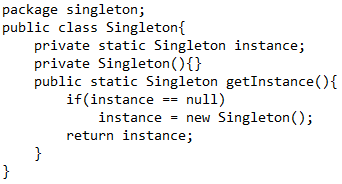 package singleton;
public class Singleton{
    private static Singleton instance;
    private Singleton(){}
    public static Singleton getInstance(){
        if(instance == null)
            instance = new Singleton();
        return instance;
    }
}